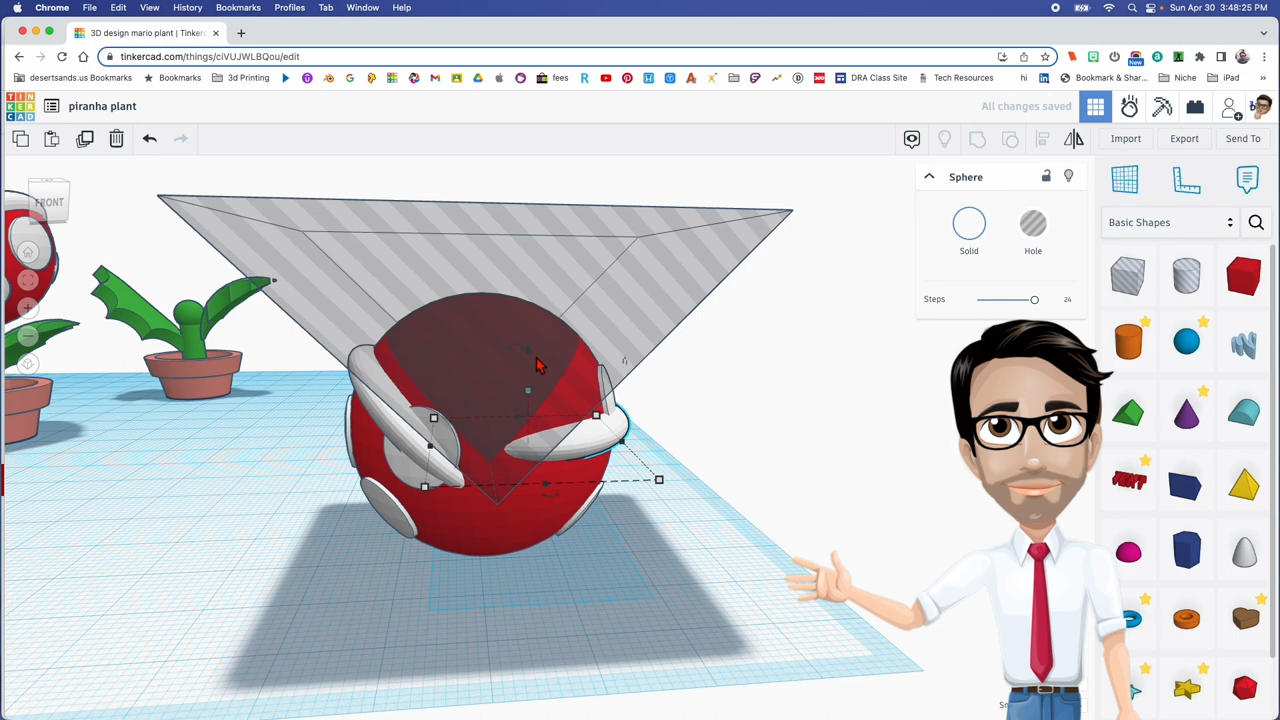 Chrome File Edit View History Bookmarks Profiles Tab Window Help Sun Apr 30 3:48:25 PM
3D design mario plant | Tinker
tinkercad.com/things/ciVUJWLBQou/edit
desertsands.us Bookmarks Bookmarks 3d Printing fees DRA Class Site Tech Resources hi Bookmark & Shar... Niche iPad
TIN
KER
CAD
piranha plant
All changes saved
Import Export Send To
FRONT
Sphere
Solid Hole
Steps 24
Basic Shapes
TEXT